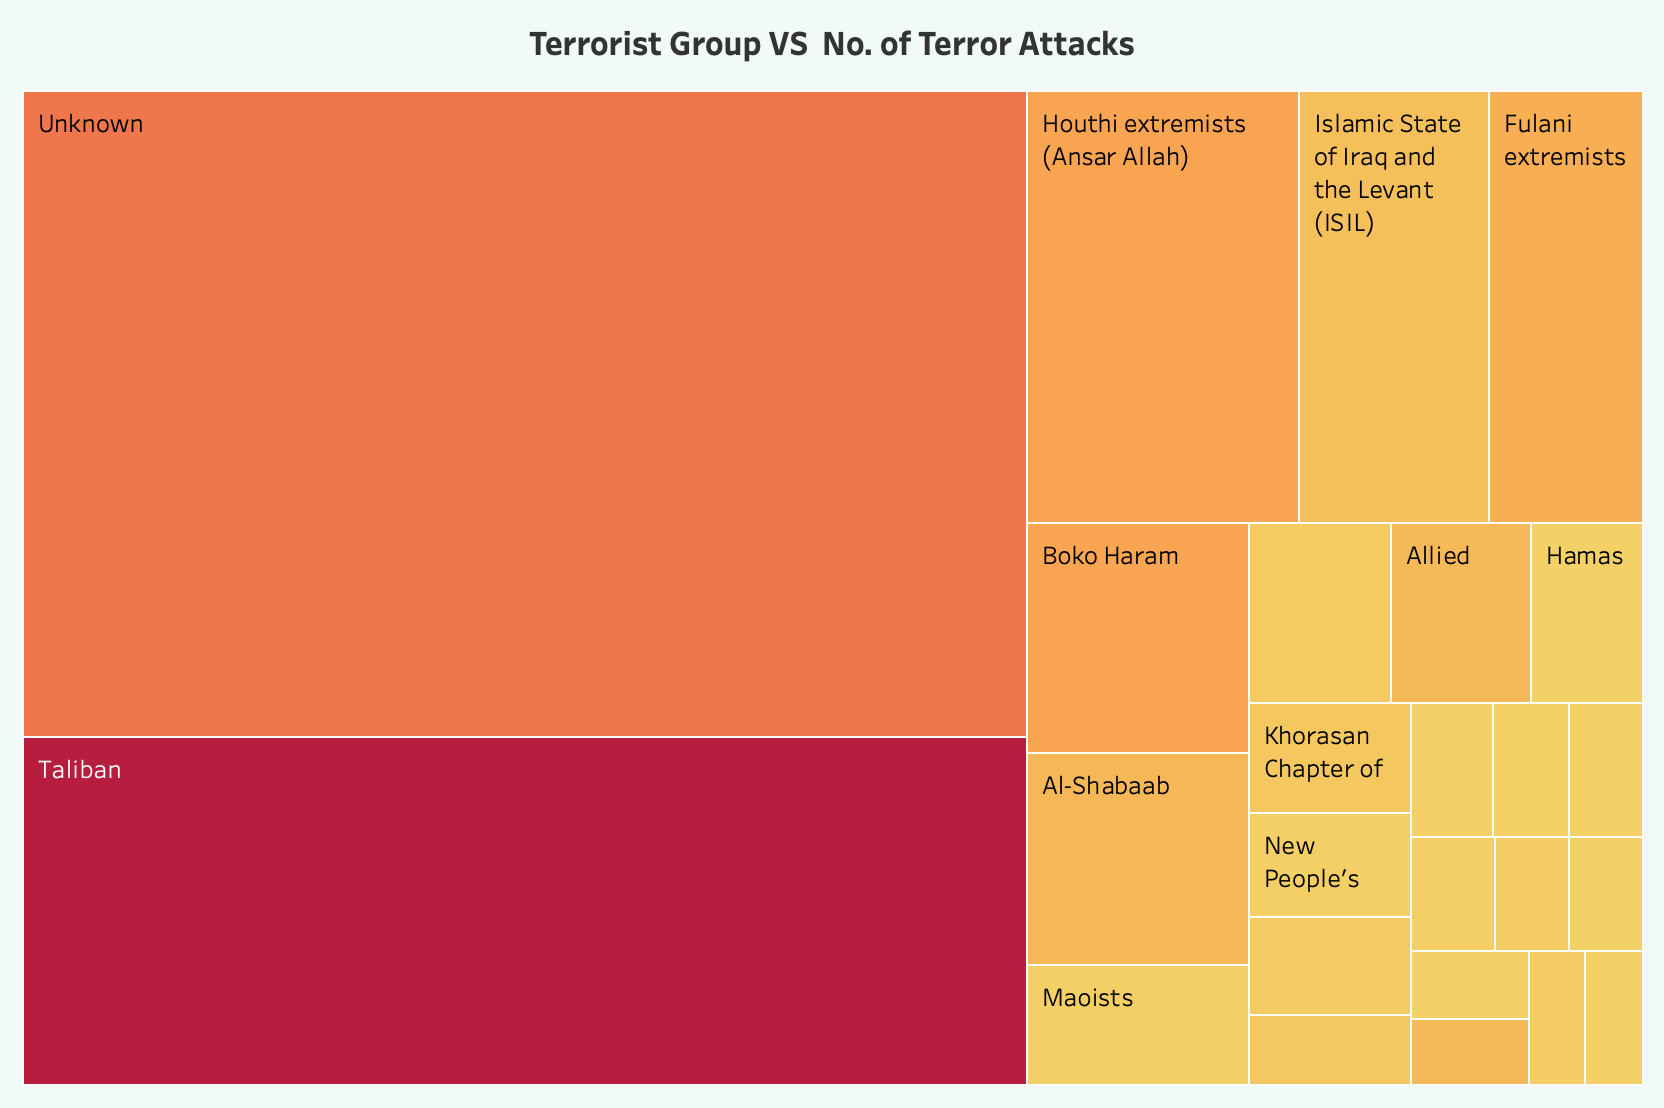 Terrorist Group VS  No. of Terror Attacks
Unknown
Taliban
Houthi extremists
(Ansar Allah)
Islamic State
of Iraq and
the Levant
(ISIL)
Fulani
extremists
Boko Haram
Al-Shabaab
Maoists
Allied
Hamas
Khorasan
Chapter of
New
People’s